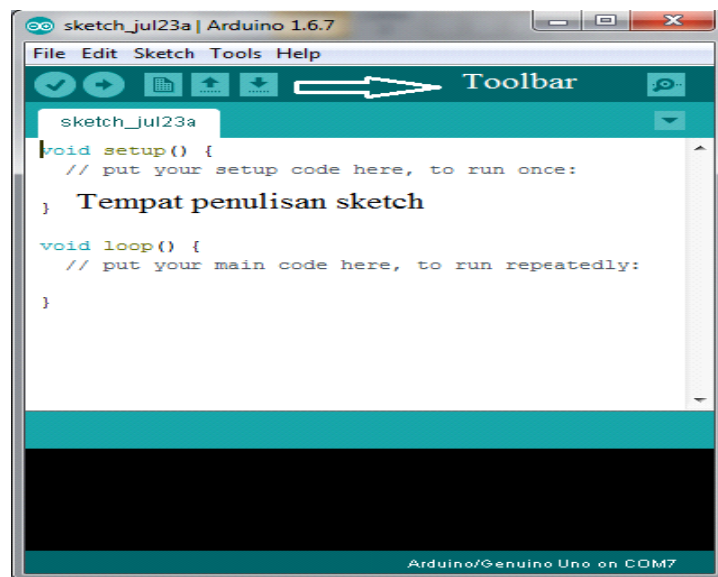 sketch_jul23a | Arduino 1.6.7
File Edit Sketch Tools Help
Toolbar
sketch_jul23a
void setup() {
// put your setup code here, to run once:
Tempat penulisan sketch
}
void loop() {
// put your main code here, to run repeatedly:
}
Arduino/Genuino Uno on COM7